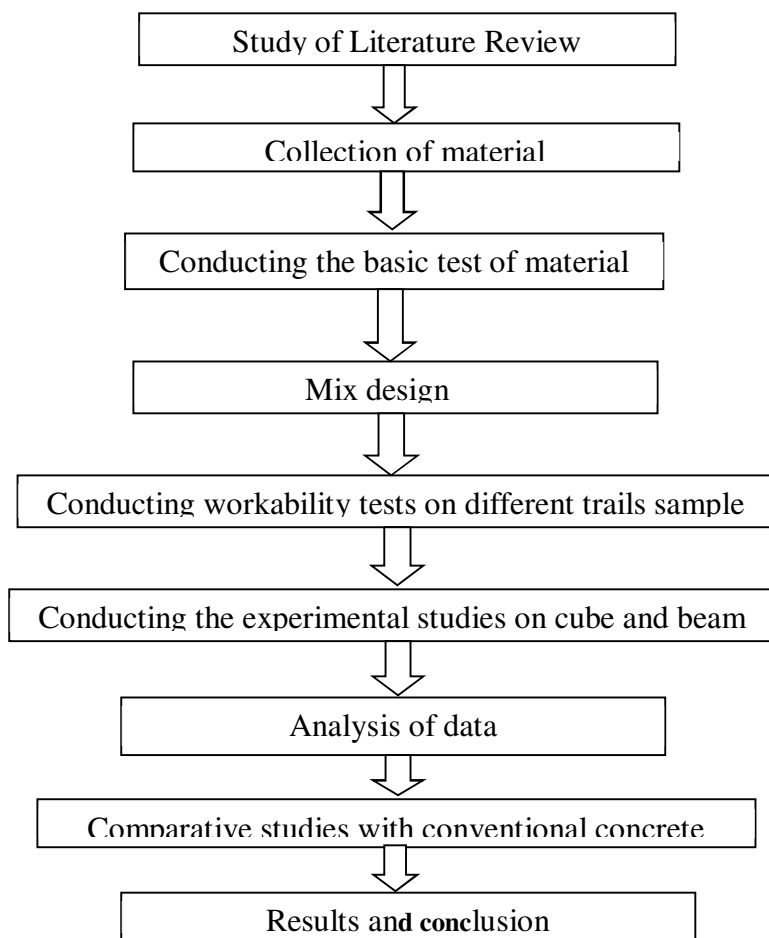 Study of Literature Review
Collection of material
Conducting the basic test of material
Mix design
Conducting workability tests on different trails sample
Conducting the experimental studies on cube and beam
Analysis of data
Comparative studies with conventional concrete
Results and conclusion